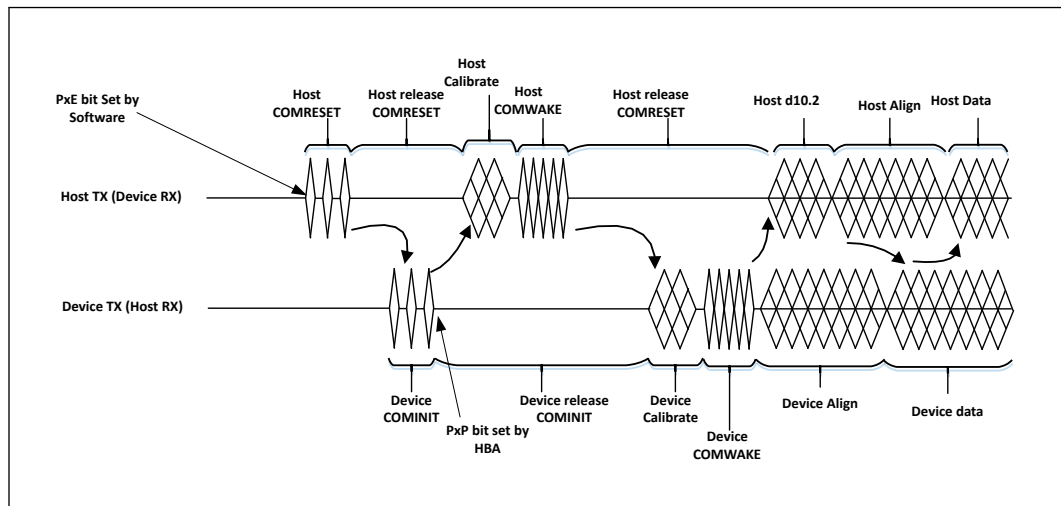 PxE bit Set by
Software
Host
COMRESET
Host release
COMRESET
Host
Calibrate
Host
COMWAKE
Host release
COMRESET
Host d10.2
Host Align
Host Data
Host TX (Device RX)
Device TX (Host RX)
Device
COMINIT
PxP bit set by
HBA
Device release
COMINIT
Device
Calibrate
Device
COMWAKE
Device Align
Device data